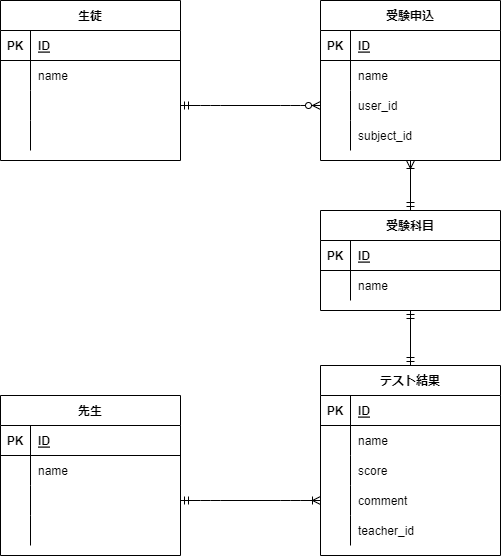 生徒
PK ID
name
受験申込
PK ID
name
user_id
subject_id
受験科目
PK ID
name
先生
PK ID
name
テスト結果
PK ID
name
score
comment
teacher_id